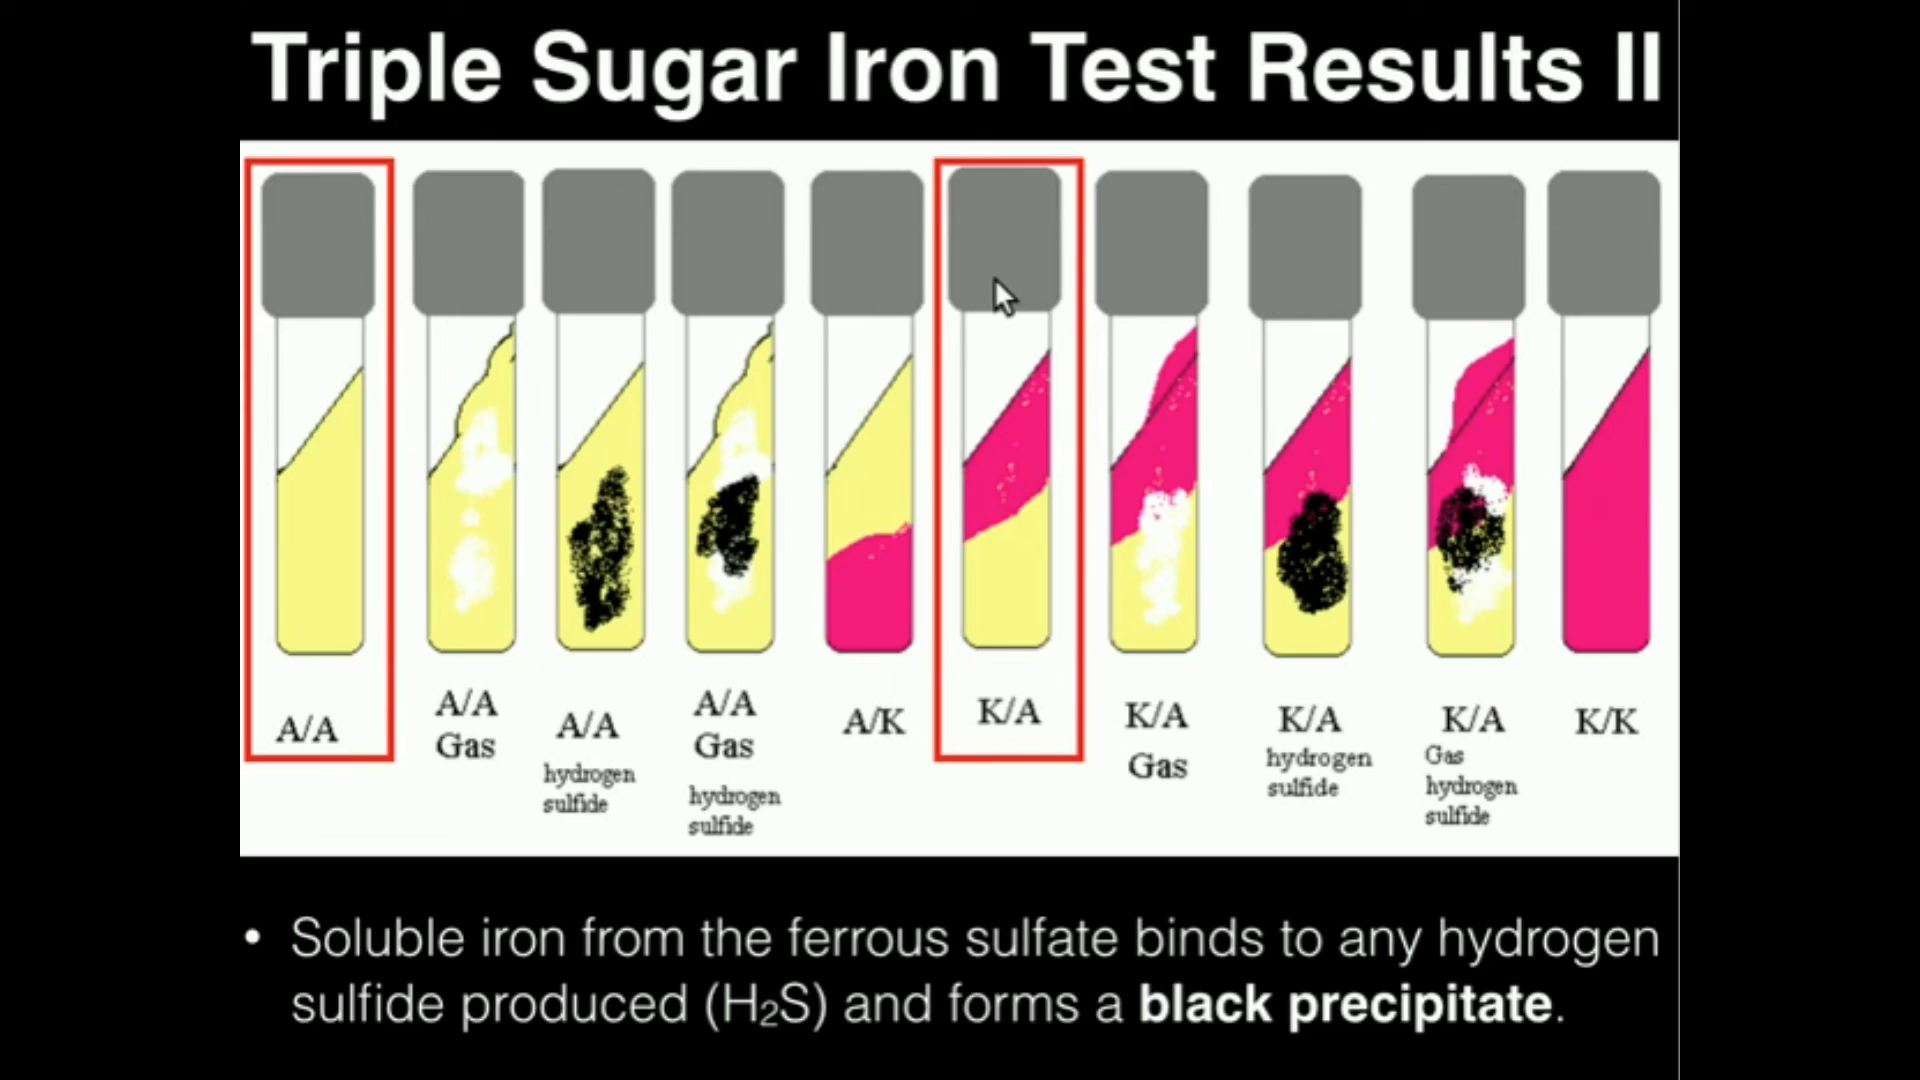 Triple Sugar Iron Test Results II
A/A
A/A
Gas
A/A
hydrogen
sulfide
A/A
Gas
hydrogen
sulfide
A/K
K/A
K/A
Gas
K/A
hydrogen
sulfide
K/A
Gas
hydrogen
sulfide
K/K
• Soluble iron from the ferrous sulfate binds to any hydrogen
sulfide produced (H₂S) and forms a black precipitate.